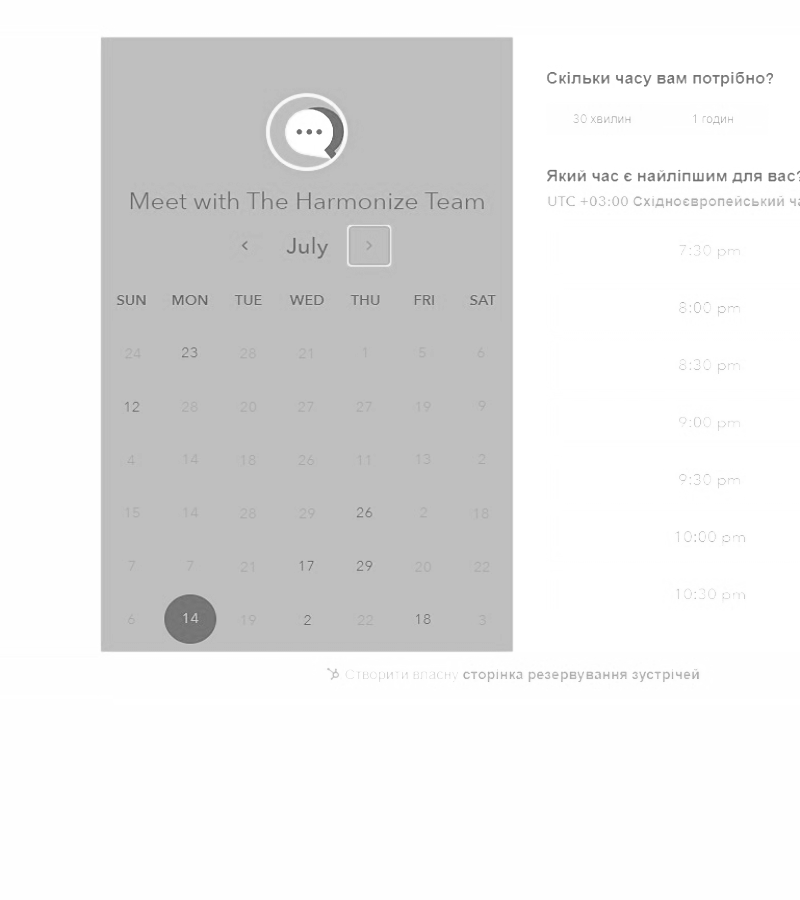 Meet with The Harmonize Team
July
SUN MON TUE WED THU FRI SAT
24 23 28 21 1 5 6
12 28 20 27 27 19 9
4 14 18 26 11 13 2
15 14 28 29 26 2 18
7 7 21 17 29 20 22
6 14 19 2 22 18 3
Скільки часу вам потрібно?
30 хвилин 1 годин
Який час є найліпшим для вас?
UTC +03:00 Східноєвропейський ча
7:30 pm
8:00 pm
8:30 pm
9:00 pm
9:30 pm
10:00 pm
10:30 pm
Створити власну сторінка резервування зустрічей